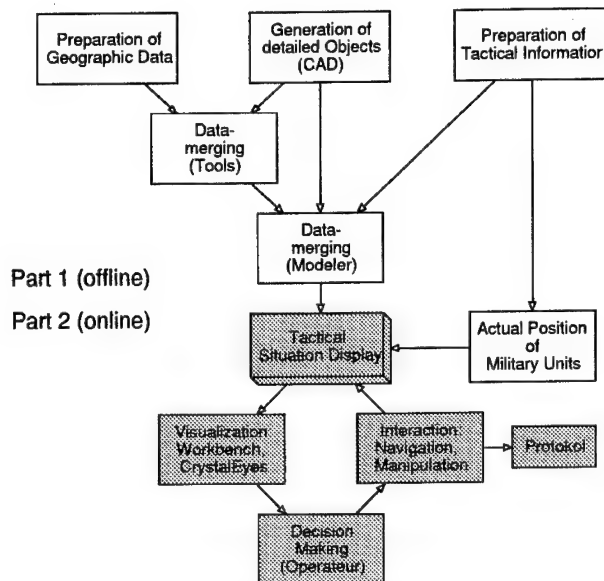 Preparation of
Geographic Data
Generation of
detailed Objects
(CAD)
Preparation of
Tactical Information
Data-
merging
(Tools)
Data-
merging
(Modeler)
Part 1 (offline)
Part 2 (online)
Tactical
Situation Display
Actual Position
of
Military Units
Visualization
Workbench,
CrystalEyes
Interaction:
Navigation,
Manipulation
Protokol
Decision
Making
(Operateur)